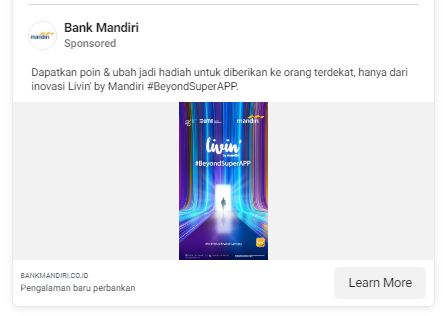 Bank Mandiri
Sponsored
mandiri
Dapatkan poin & ubah jadi hadiah untuk diberikan ke orang terdekat, hanya dari
inovasi Livin' by Mandiri #BeyondSuperAPP.
BUMN
mandiri
livin'
by mandiri
#BeyondSuperAPP
BANKMANDIRI.CO.ID
Pengalaman baru perbankan
Learn More